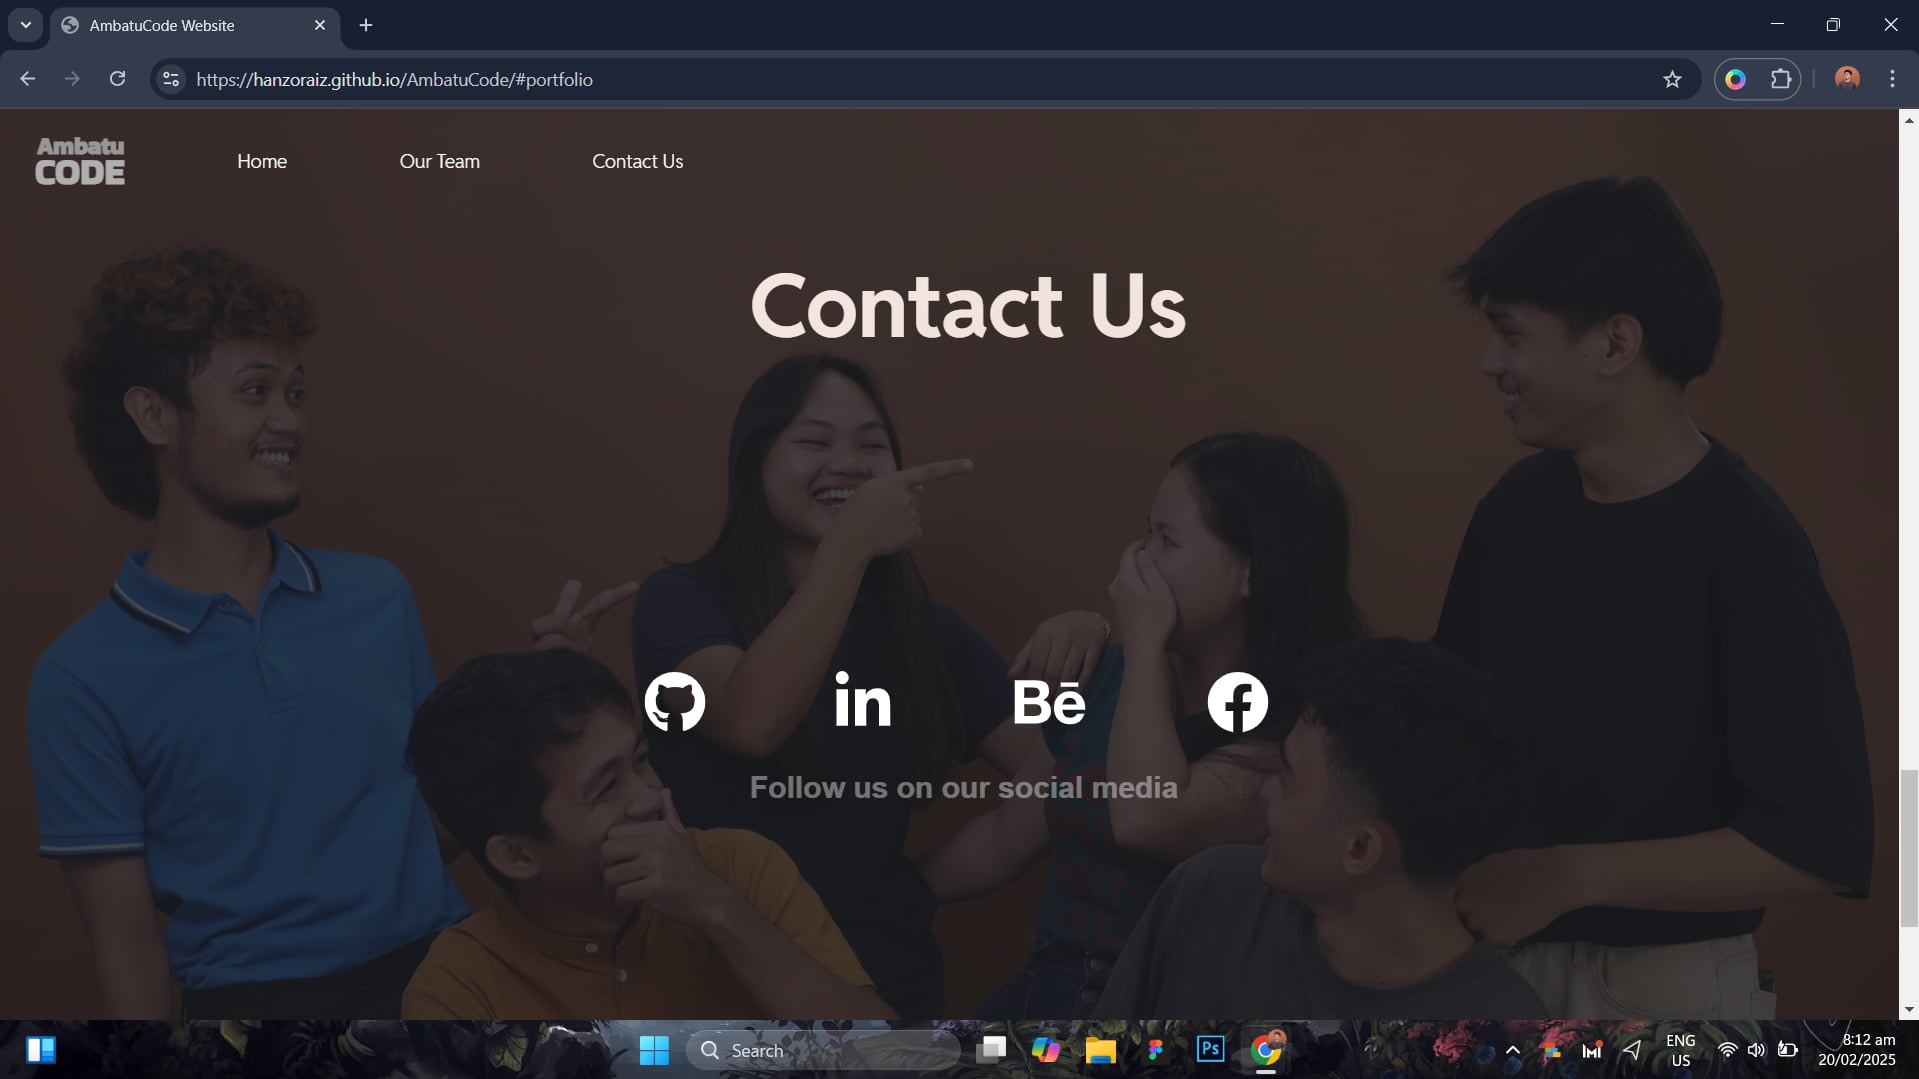 AmbatuCode Website
https://hanzoraiz.github.io/AmbatuCode/#portfolio
Ambatu
CODE
Home
Our Team
Contact Us
Contact Us
in
Bē
Follow us on our social media
Search
Ps
ENG
US
8:12 am
20/02/2025